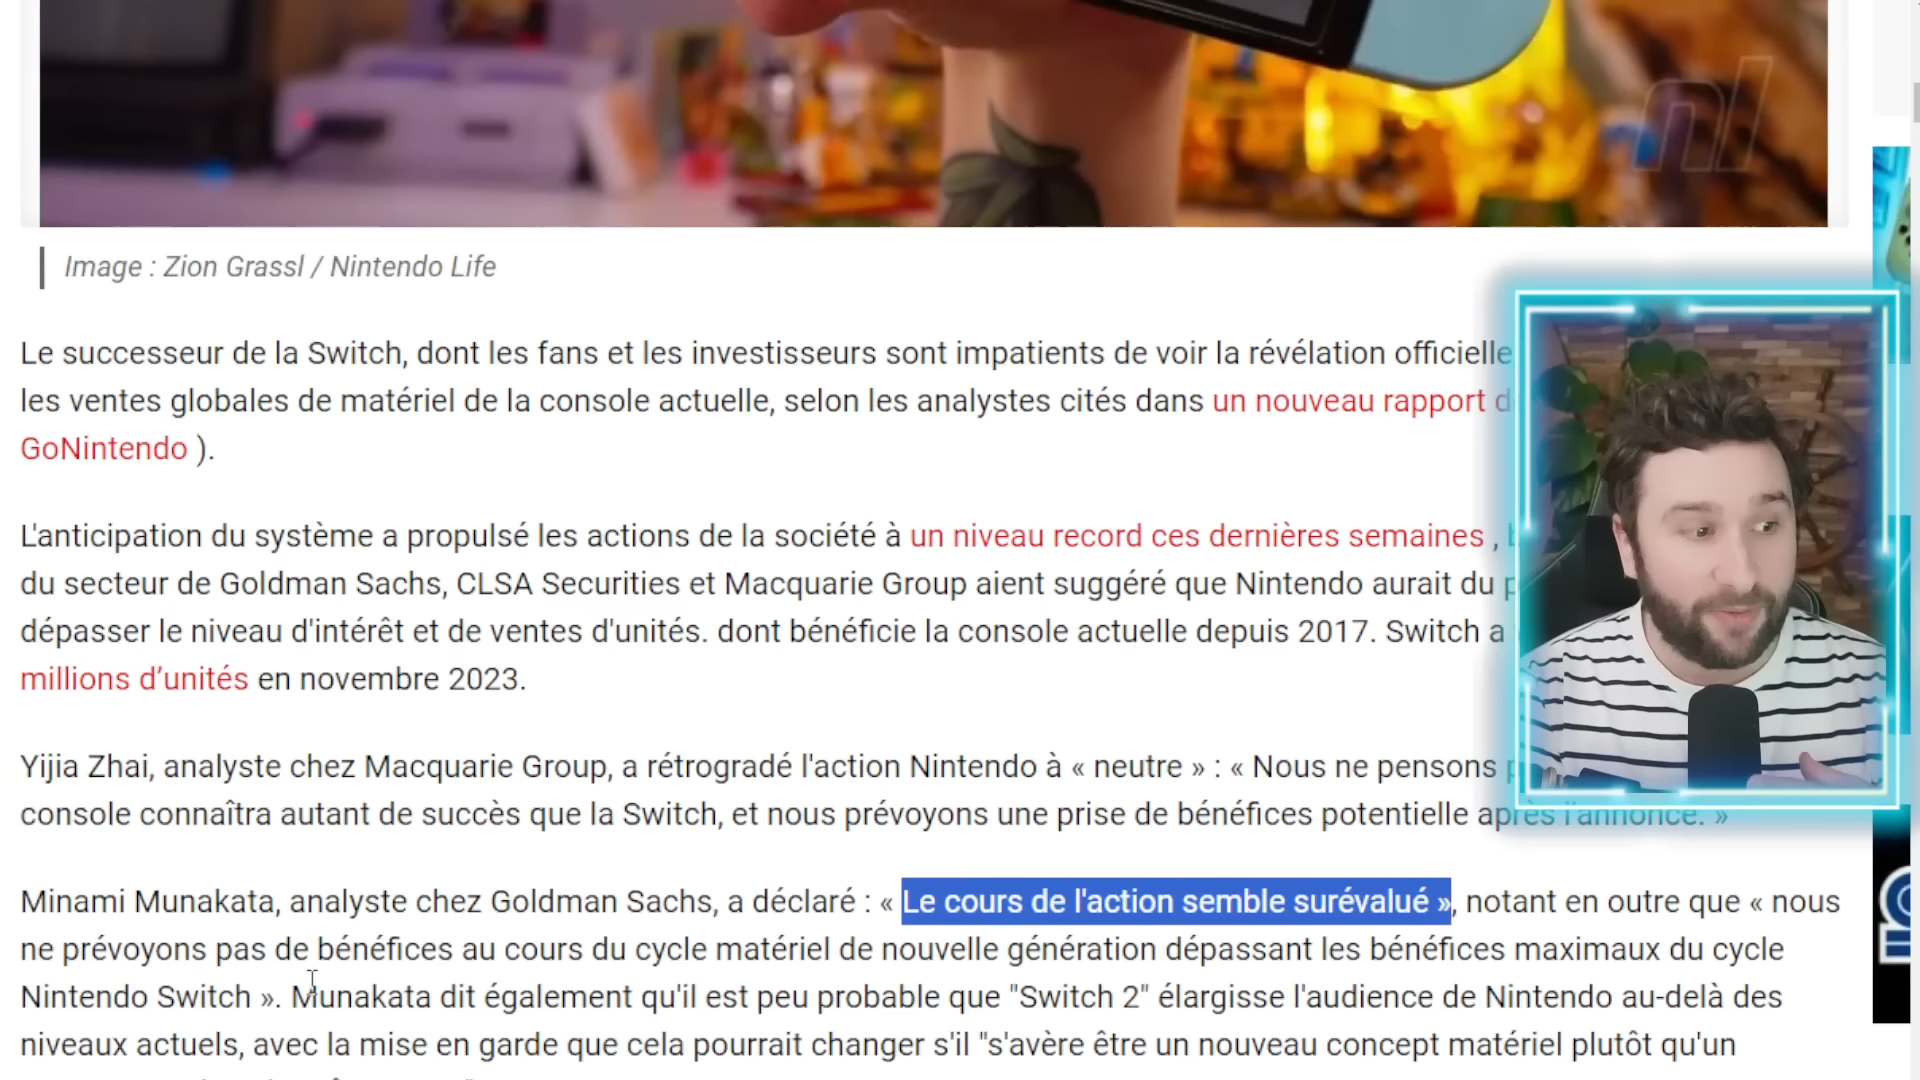 nl
Image : Zion Grassl / Nintendo Life
Le successeur de la Switch, dont les fans et les investisseurs sont impatients de voir la révélation officielle
les ventes globales de matériel de la console actuelle, selon les analystes cités dans un nouveau rapport
GoNintendo ).
L'anticipation du système a propulsé les actions de la société à un niveau record ces dernières semaines ,
du secteur de Goldman Sachs, CLSA Securities et Macquarie Group aient suggéré que Nintendo aurait du
dépasser le niveau d'intérêt et de ventes d'unités. dont bénéficie la console actuelle depuis 2017. Switch a
millions d’unités en novembre 2023.
Yijia Zhai, analyste chez Macquarie Group, a rétrogradé l'action Nintendo à « neutre » : « Nous ne pensons
console connaîtra autant de succès que la Switch, et nous prévoyons une prise de bénéfices potentielle après l'annonce. »
Minami Munakata, analyste chez Goldman Sachs, a déclaré : « Le cours de l'action semble surévalué », notant en outre que « nous
ne prévoyons pas de bénéfices au cours du cycle matériel de nouvelle génération dépassant les bénéfices maximaux du cycle
Nintendo Switch ». Munakata dit également qu'il est peu probable que "Switch 2" élargisse l'audience de Nintendo au-delà des
niveaux actuels, avec la mise en garde que cela pourrait changer s'il "s'avère être un nouveau concept matériel plutôt qu'un